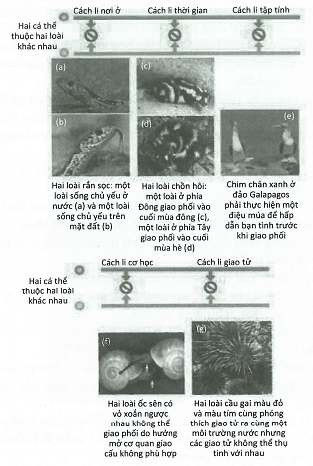 Hai cá thể
thuộc hai loài
khác nhau
Cách li nơi ở
Cách li thời gian
Cách li tập tính
(a)
(b)
(c)
(d)
(e)
Hai loài rắn sọc: một
loài sống chủ yếu ở
nước (a) và một loài
sống chủ yếu trên
mặt đất (b)
Hai loài chồn hôi:
một loài ở phía
Đông giao phối vào
cuối mùa đông (c),
một loài ở phía Tây
giao phối vào cuối
mùa hè (d)
Chim chân xanh ở
đảo Galapagos
phải thực hiện một
điệu múa để hấp
dẫn bạn tình trước
khi giao phối
Hai cá thể
thuộc hai loài
khác nhau
Cách li cơ học
Cách li giao tử
(f)
(g)
Hai loài ốc sên có
vỏ xoắn ngược
nhau không thể
giao phối do hướng
mở cơ quan giao
cấu không phù hợp
Hai loài cầu gai màu đỏ
và màu tím cùng phóng
thích giao tử ra cùng một
môi trường nước nhưng
các giao tử không thể thụ
tinh với nhau